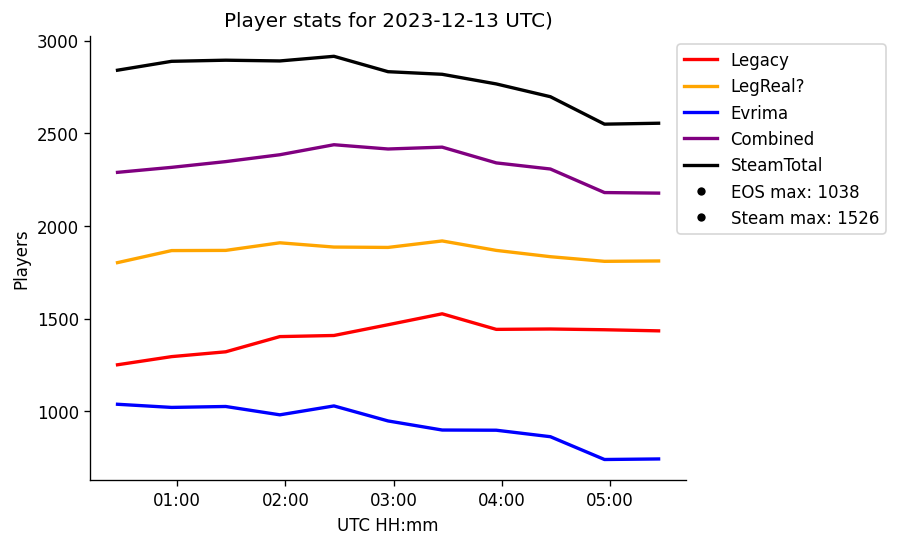 Player stats for 2023-12-13 UTC)
3000
2500
2000
1500
1000
Players
01:00 02:00 03:00 04:00 05:00
UTC HH:mm
Legacy
LegReal?
Evrima
Combined
SteamTotal
EOS max: 1038
Steam max: 1526